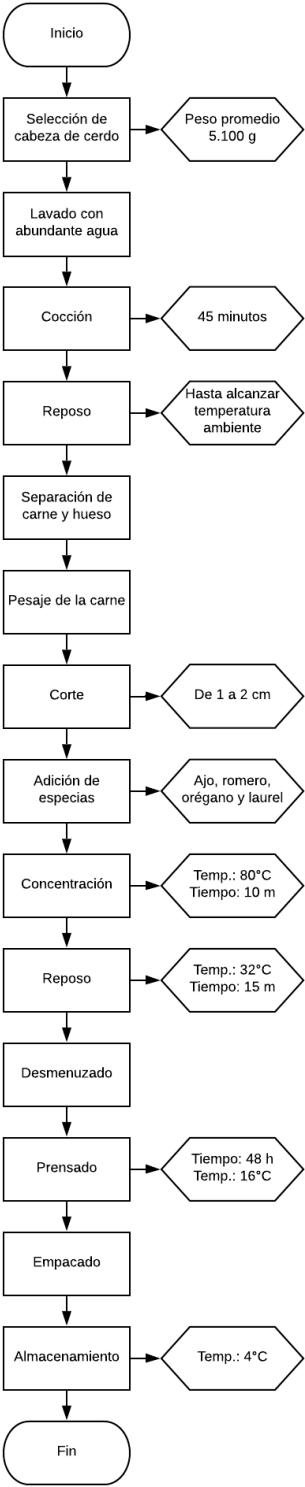 Inicio
Selección de
cabeza de cerdo
Peso promedio
5.100 g
Lavado con
abundante agua
Cocción
45 minutos
Reposo
Hasta alcanzar
temperatura
ambiente
Separación de
carne y hueso
Pesaje de la carne
Corte
De 1 a 2 cm
Adición de
especias
Ajo, romero,
orégano y laurel
Concentración
Temp.: 80°C
Tiempo: 10 m
Reposo
Temp.: 32°C
Tiempo: 15 m
Desmenuzado
Prensado
Tiempo: 48 h
Temp.: 16°C
Empacado
Almacenamiento
Temp.: 4°C
Fin